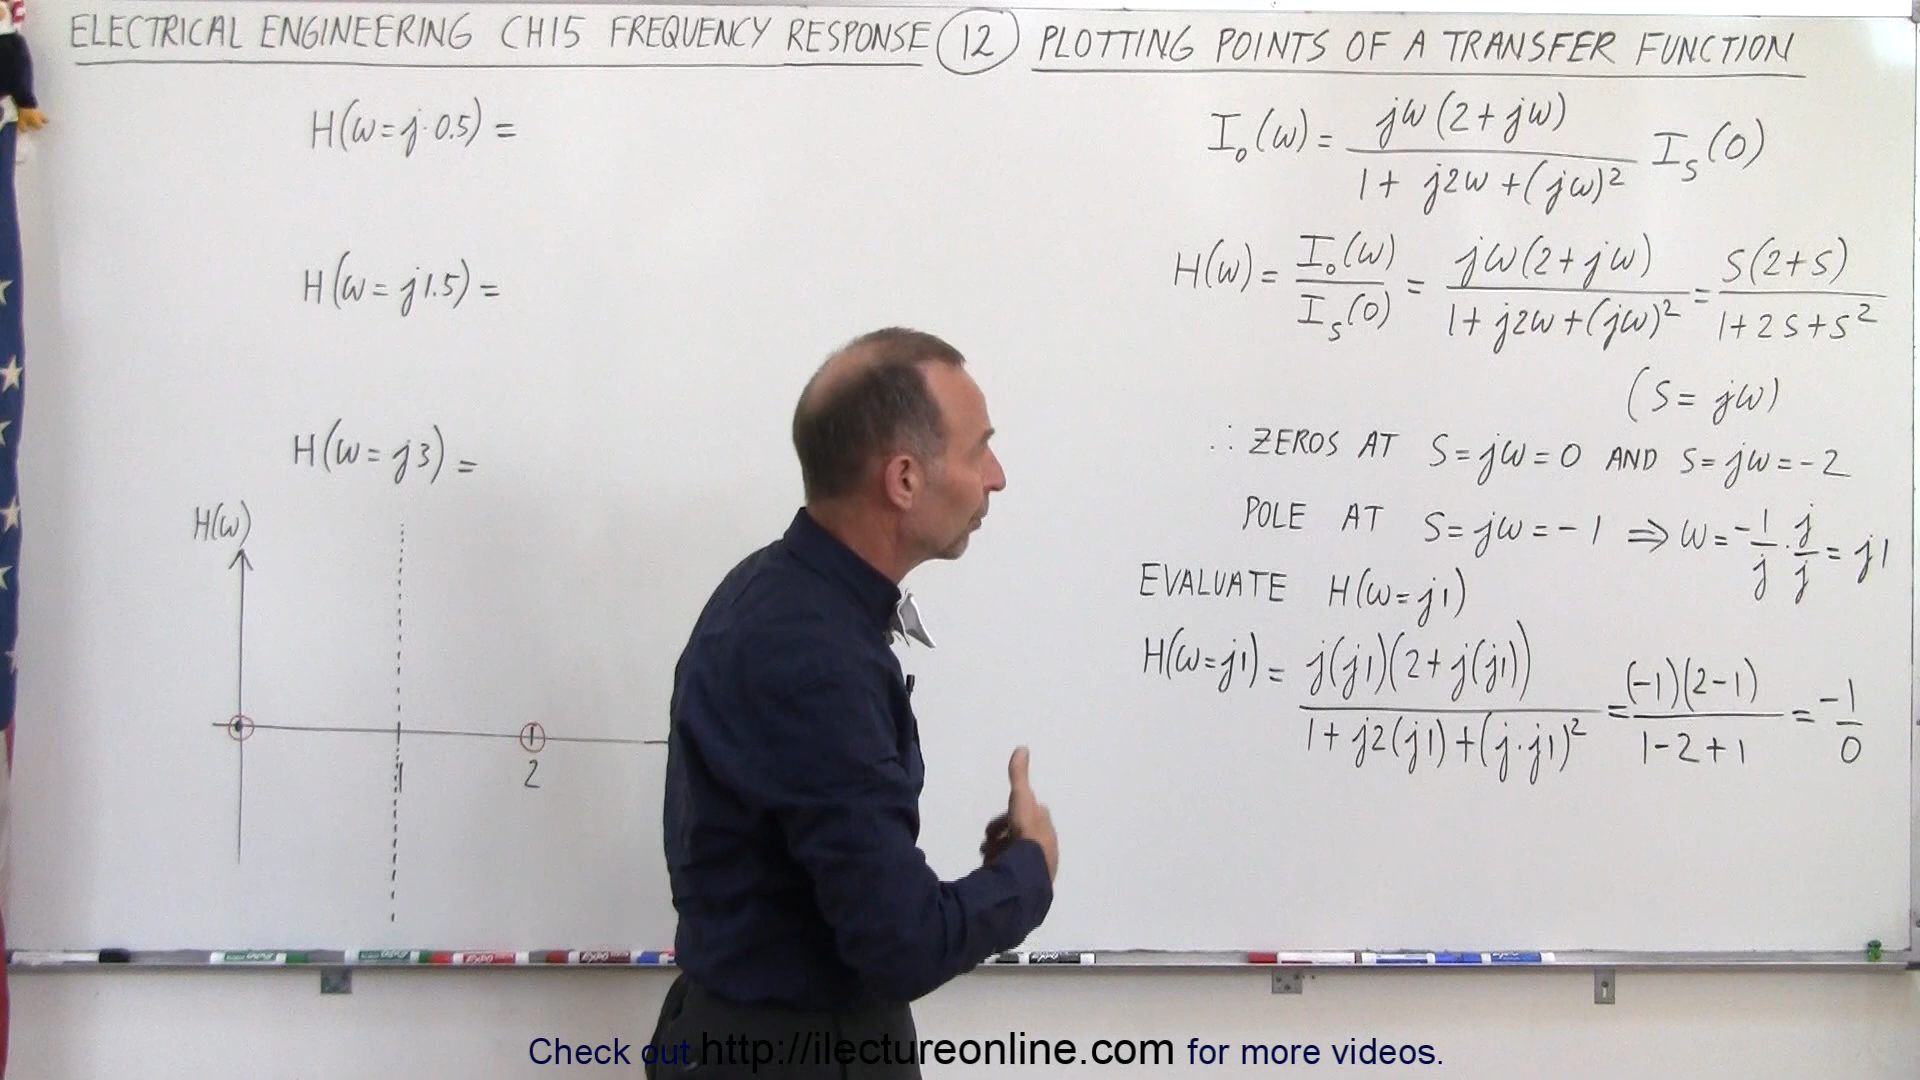 ELECTRICAL ENGINEERING CH15 FREQUENCY RESPONSE (12) PLOTTING POINTS OF A TRANSFER FUNCTION
H(ω=j·0.5) =
H(ω=j1.5) =
H(ω=j3) =
H(ω)
1
2
I₀(ω) = jω(2+jω) / 1+j2ω+(jω)² Iₛ(0)
H(ω) = I₀(ω) / Iₛ(0) = jω(2+jω) / 1+j2ω+(jω)² = S(2+S) / 1+2S+S²
(S=jω)
∴ ZEROS AT S=jω=0 AND S=jω=-2
POLE AT S=jω=-1 ⇒ ω=-1/j · j/j = j1
EVALUATE H(ω=j1)
H(ω=j1) = j(j1)(2+j(j1)) / 1+j2(j1)+(j·j1)² = (-1)(2-1) / 1-2+1 = -1/0
EXPO
EXPO
Check out http://ilectureonline.com for more videos.